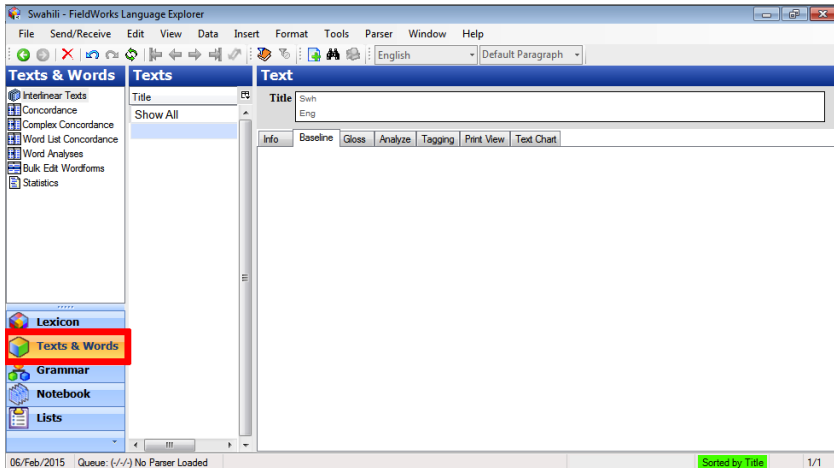 Swahili - FieldWorks Language Explorer
File Send/Receive Edit View Data Insert Format Tools Parser Window Help
English Default Paragraph
Texts & Words Texts Text
Interlinear Texts
Concordance
Complex Concordance
Word List Concordance
Word Analyses
Bulk Edit Wordforms
Statistics
Title
Show All
Title Swh
Eng
Info Baseline Gloss Analyze Tagging Print View Text Chart
Lexicon
Texts & Words
Grammar
Notebook
Lists
06/Feb/2015 Queue: (-/-/-) No Parser Loaded Sorted by Title 1/1